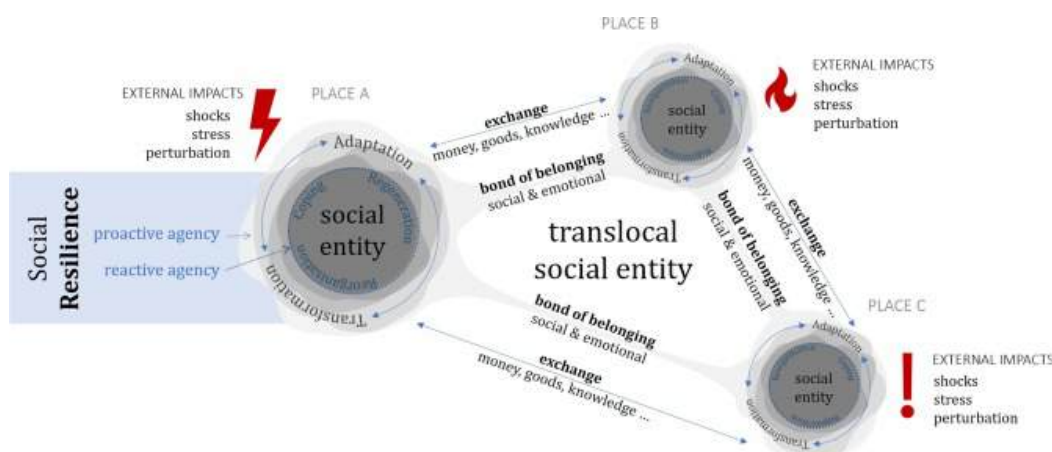 PLACE B
EXTERNAL IMPACTS
shocks
stress
perturbation
Adaptation
social
entity
Transformation
EXTERNAL IMPACTS
shocks
stress
perturbation
PLACE A
Adaptation
Coping
Regeneration
Reorganisation
social
entity
Transformation
Social
Resilience
proactive agency
reactive agency
exchange
money, goods, knowledge ...
bond of belonging
social & emotional
translocal
social entity
exchange
money, goods, knowledge ...
bond of belonging
social & emotional
bond of belonging
social & emotional
exchange
money, goods, knowledge ...
PLACE C
Adaptation
social
entity
Transformation
EXTERNAL IMPACTS
shocks
stress
perturbation